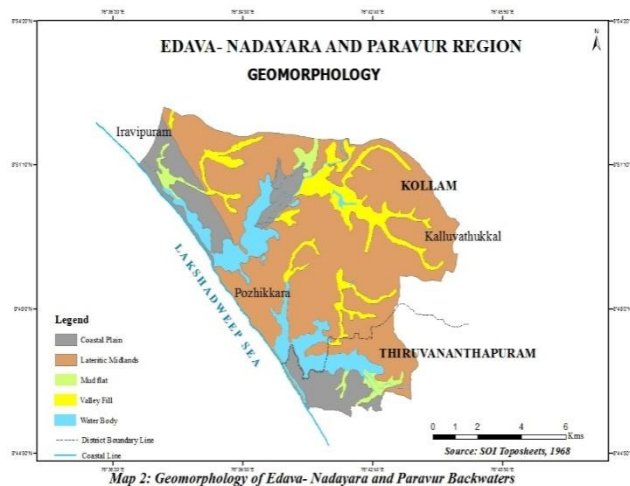 EDAVA- NADAYARA AND PARAVUR REGION
GEOMORPHOLOGY
N
Iravipuram
KOLLAM
Kalluvathukkal
LAKSHADWEEP SEA
Pozhikkara
THIRUVANANTHAPURAM
Legend
Coastal Plain
Lateritic Midlands
Mud flat
Valley Fill
Water Body
District Boundary Line
Coastal Line
0 1 2 4 6
Kms
Source: SOI Toposheets, 1968
Map 2: Geomorphology of Edava- Nadayara and Paravur Backwaters